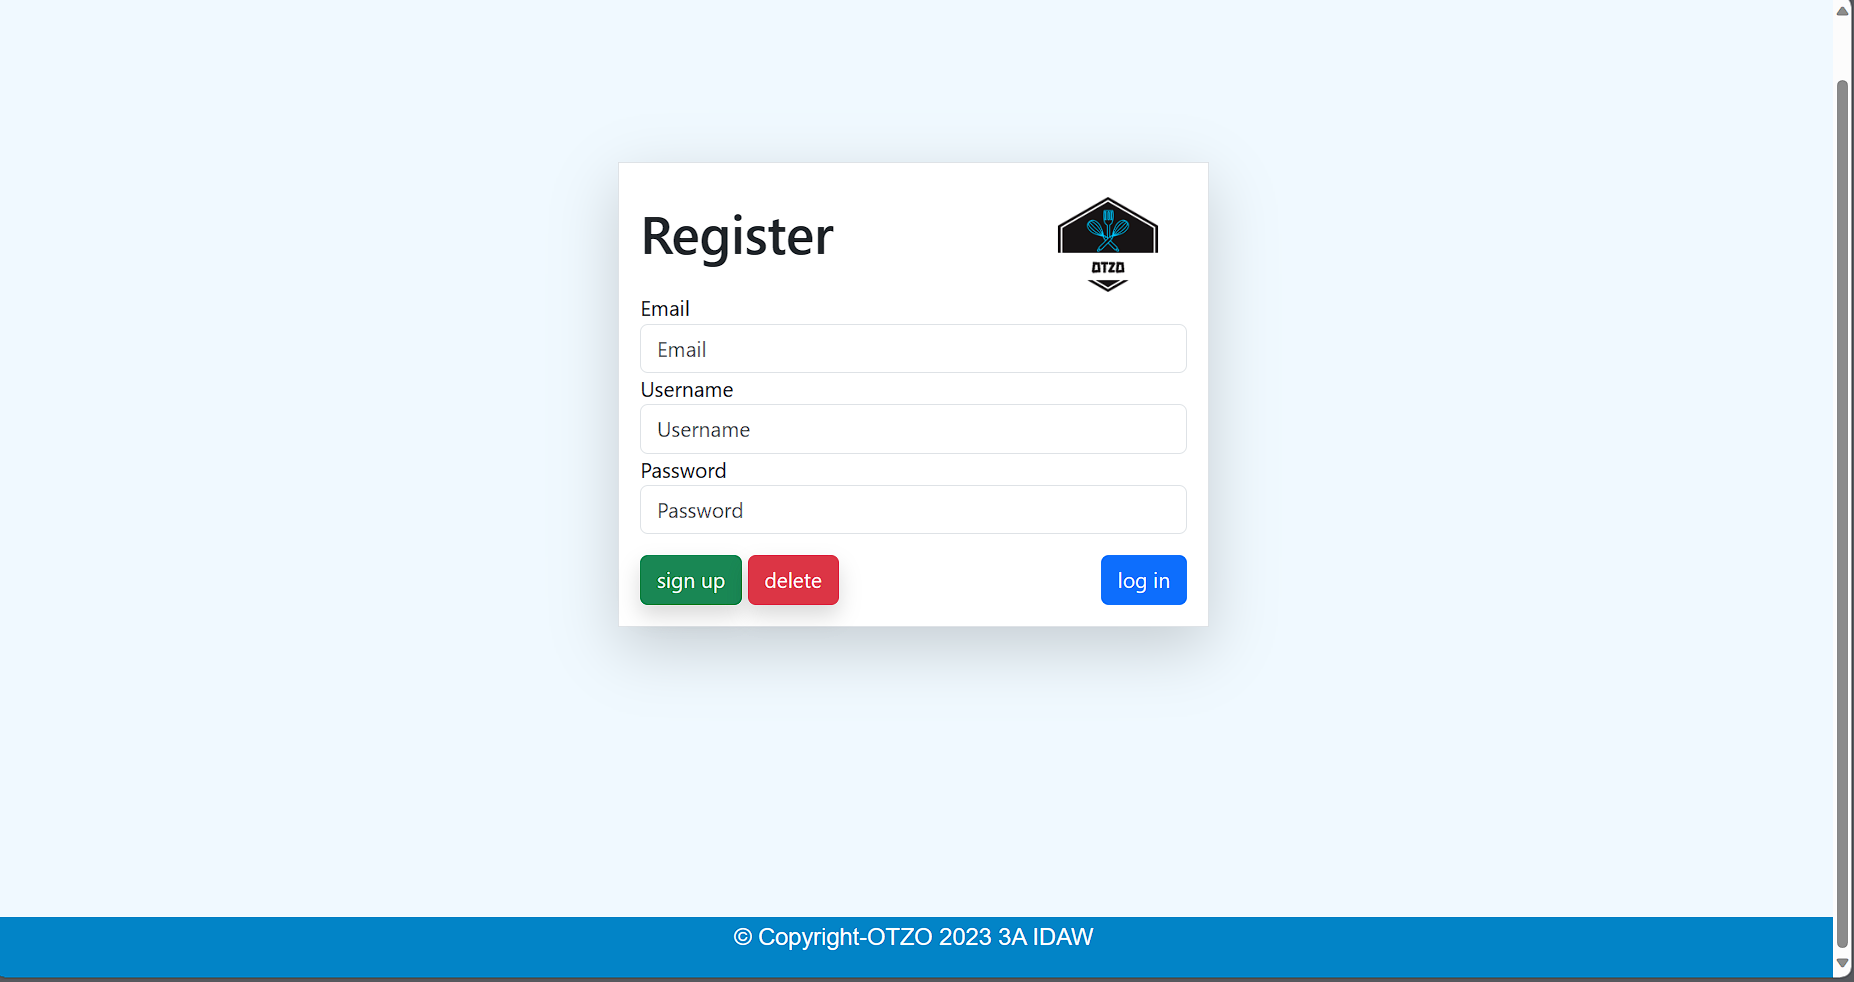 Register
OTZO
Email
Email
Username
Username
Password
Password
sign up delete log in
© Copyright-OTZO 2023 3A IDAW